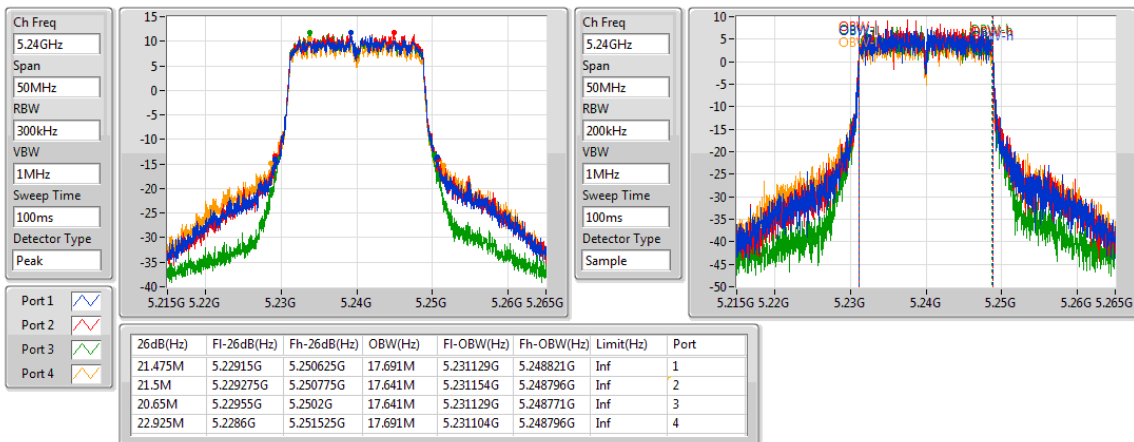 Ch Freq
5.24GHz
Span
50MHz
RBW
300kHz
VBW
1MHz
Sweep Time
100ms
Detector Type
Peak
15
10
5
0
-5
-10
-15
-20
-25
-30
-35
-40
5.215G 5.22G 5.23G 5.24G 5.25G 5.26G 5.265G
Ch Freq
5.24GHz
Span
50MHz
RBW
200kHz
VBW
1MHz
Sweep Time
100ms
Detector Type
Sample
10
5
0
-5
-10
-15
-20
-25
-30
-35
-40
-45
-50
5.215G 5.22G 5.23G 5.24G 5.25G 5.26G 5.265G
Port 1
Port 2
Port 3
Port 4
26dB(Hz) Fl-26dB(Hz) Fh-26dB(Hz) OBW(Hz) Fl-OBW(Hz) Fh-OBW(Hz) Limit(Hz) Port
21.475M 5.22915G 5.250625G 17.691M 5.231129G 5.248821G Inf 1
21.5M 5.229275G 5.250775G 17.641M 5.231154G 5.248796G Inf 2
20.65M 5.22955G 5.2502G 17.641M 5.231129G 5.248771G Inf 3
22.925M 5.2286G 5.251525G 17.691M 5.231104G 5.248796G Inf 4